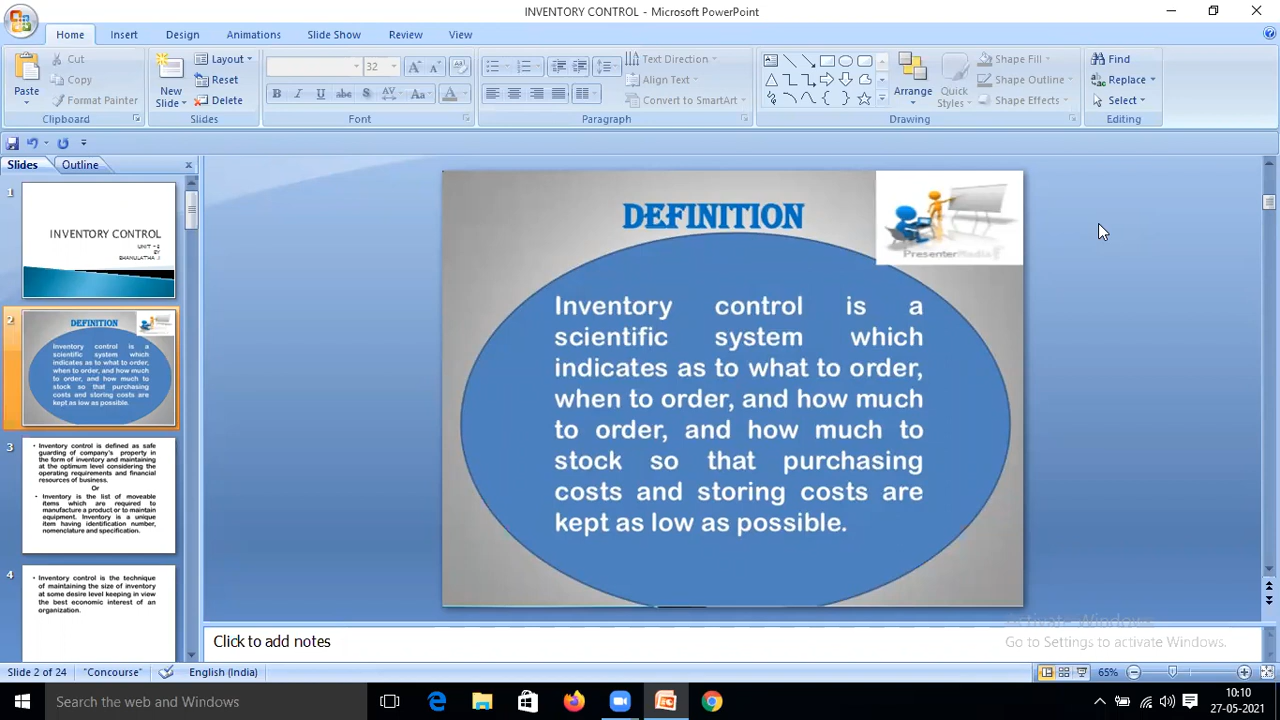 INVENTORY CONTROL - Microsoft PowerPoint
Home Insert Design Animations Slide Show Review View
Paste
Cut
Copy
Format Painter
Clipboard
New Slide
Layout
Reset
Delete
Slides
32
B I U abe S AV Aa A
Font
Text Direction
Align Text
Convert to SmartArt
Paragraph
Arrange
Quick Styles
Shape Fill
Shape Outline
Shape Effects
Drawing
Find
Replace
Select
Editing
Slides Outline
1
INVENTORY CONTROL
2
DEFINITION
Inventory control is a
scientific system which
indicates as to what to order,
when to order, and how much
to order, and how much to
stock so that purchasing
costs and storing costs are
kept as low as possible.
3
• Inventory control is defined as safe
guarding of company's property in
the form of inventory and maintaining
at the optimum level considering the
operating requirements and financial
resources of business.
Or
• Inventory is the list of moveable
items which are required to
manufacture a product or to maintain
equipment. Inventory is a unique
item having identification number,
nomenclature and specification.
4
• Inventory control is the technique
of maintaining the size of inventory
at some desire level keeping in view
the best economic interest of an
organization.
DEFINITION
PresenterMedia
Inventory control is a
scientific system which
indicates as to what to order,
when to order, and how much
to order, and how much to
stock so that purchasing
costs and storing costs are
kept as low as possible.
Click to add notes
Activate Windows
Go to Settings to activate Windows.
Slide 2 of 24 "Concourse" English (India) 65%
Search the web and Windows
10:10
27-05-2021